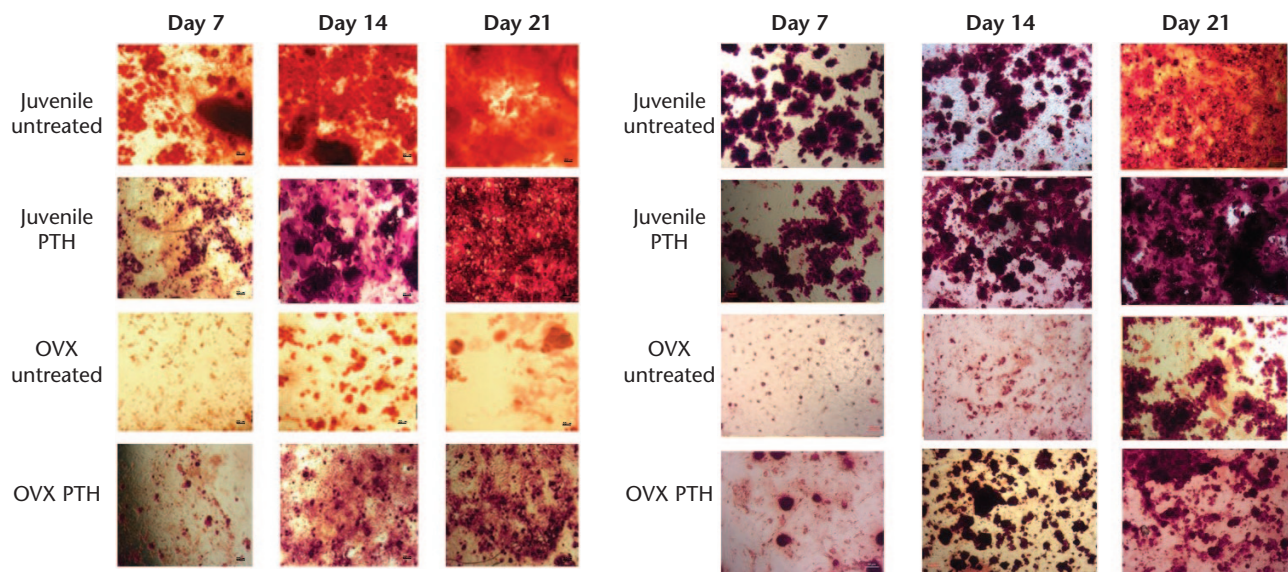 Day 7 Day 14 Day 21 Day 7 Day 14 Day 21
Juvenile
untreated
Juvenile
untreated
Juvenile
PTH
Juvenile
PTH
OVX
untreated
OVX
untreated
OVX PTH
OVX PTH